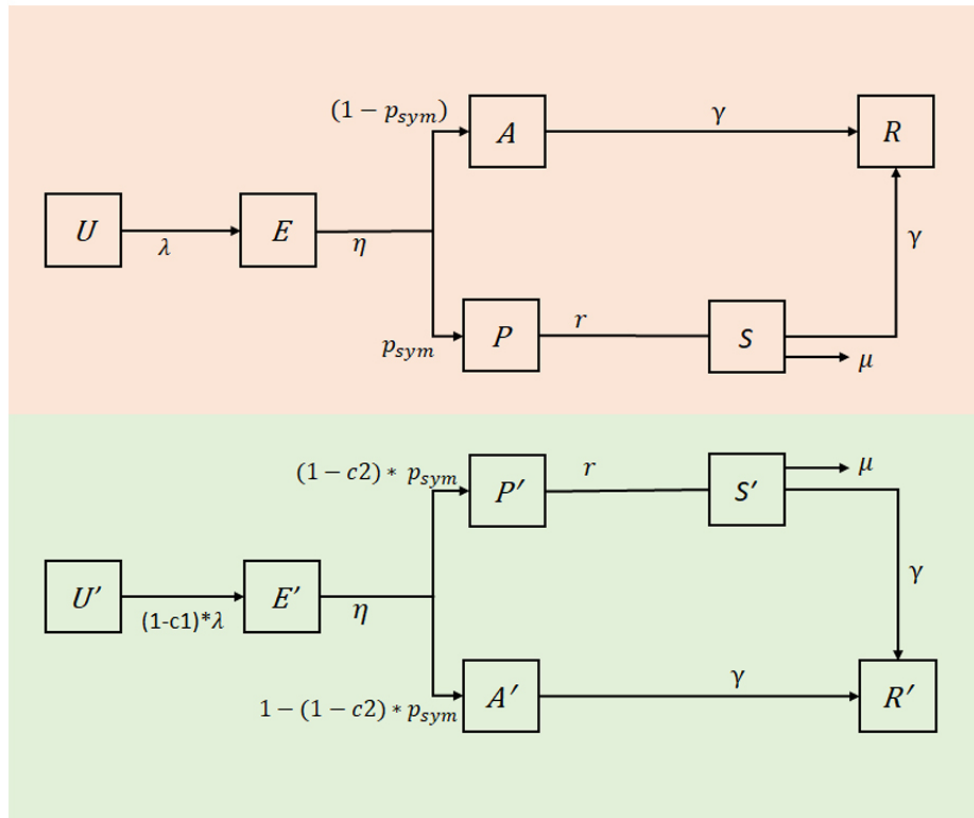 (1 − p_sym)
A
γ
R
U
λ
E
η
γ
p_sym
P
r
S
μ
(1 − c2) ∗ p_sym
P′
r
S′
μ
U'
(1-c1)*λ
E′
η
γ
1 − (1 − c2) ∗ p_sym
A′
γ
R′